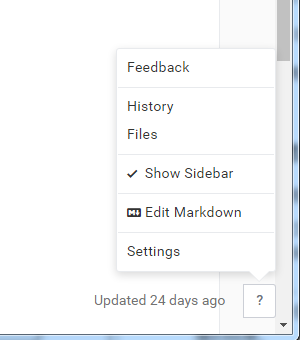 Feedback
History
Files
Show Sidebar
Edit Markdown
Settings
Updated 24 days ago
?